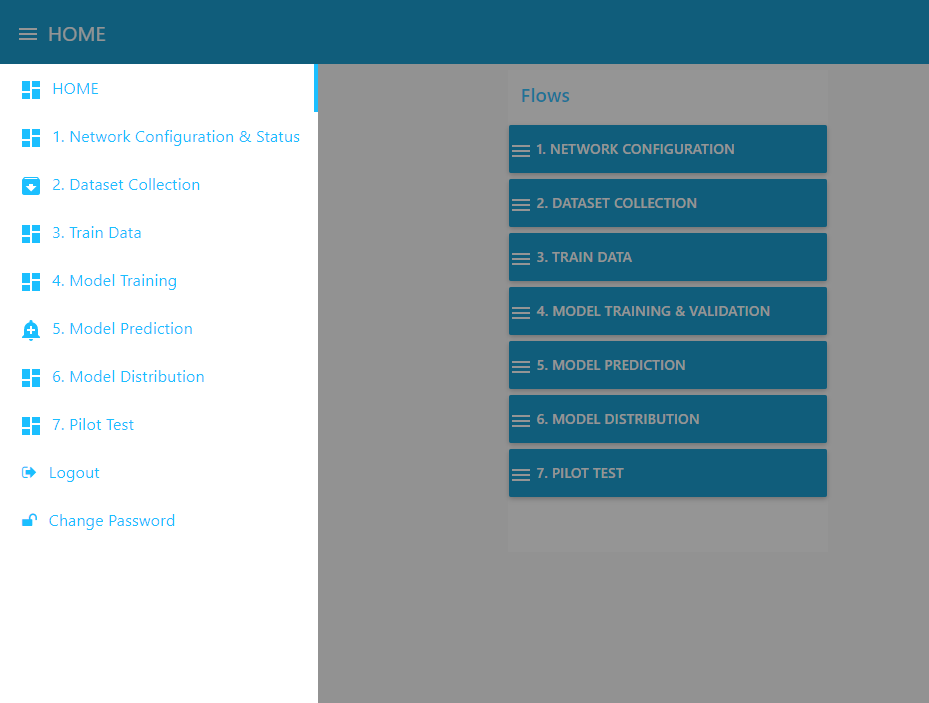 HOME
HOME
1. Network Configuration & Status
2. Dataset Collection
3. Train Data
4. Model Training
5. Model Prediction
6. Model Distribution
7. Pilot Test
Logout
Change Password
Flows
1. NETWORK CONFIGURATION
2. DATASET COLLECTION
3. TRAIN DATA
4. MODEL TRAINING & VALIDATION
5. MODEL PREDICTION
6. MODEL DISTRIBUTION
7. PILOT TEST